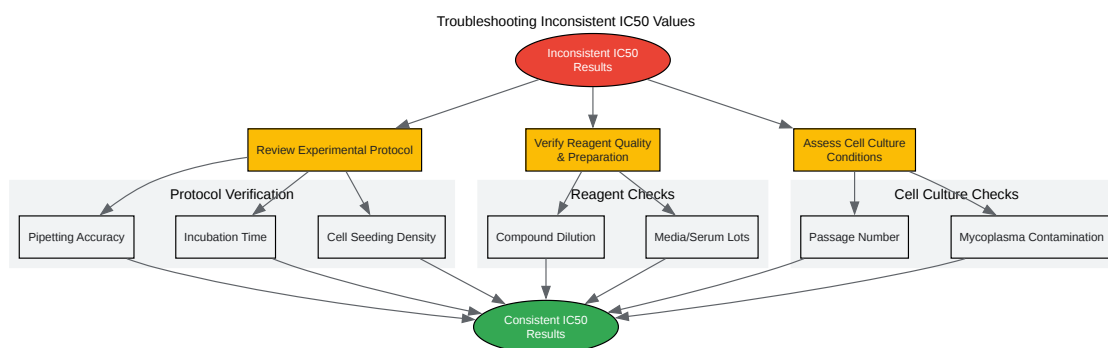 Troubleshooting Inconsistent IC50 Values
Inconsistent IC50
Results
Review Experimental Protocol
Verify Reagent Quality
& Preparation
Assess Cell Culture
Conditions
Protocol Verification
Reagent Checks
Cell Culture Checks
Pipetting Accuracy
Incubation Time
Cell Seeding Density
Compound Dilution
Media/Serum Lots
Passage Number
Mycoplasma Contamination
Consistent IC50
Results